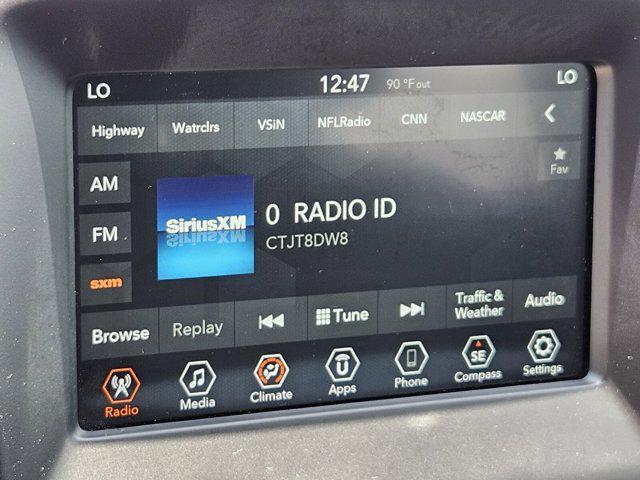 LO 12:47 90 °F out LO
Highway Watrclrs VSiN NFLRadio CNN NASCAR
AM
Fav
SiriusXM
0 RADIO ID
FM
CTJT8DW8
sxm
Browse Replay Tune Traffic & Weather Audio
U SE
Radio Media Climate Apps Phone Compass Settings